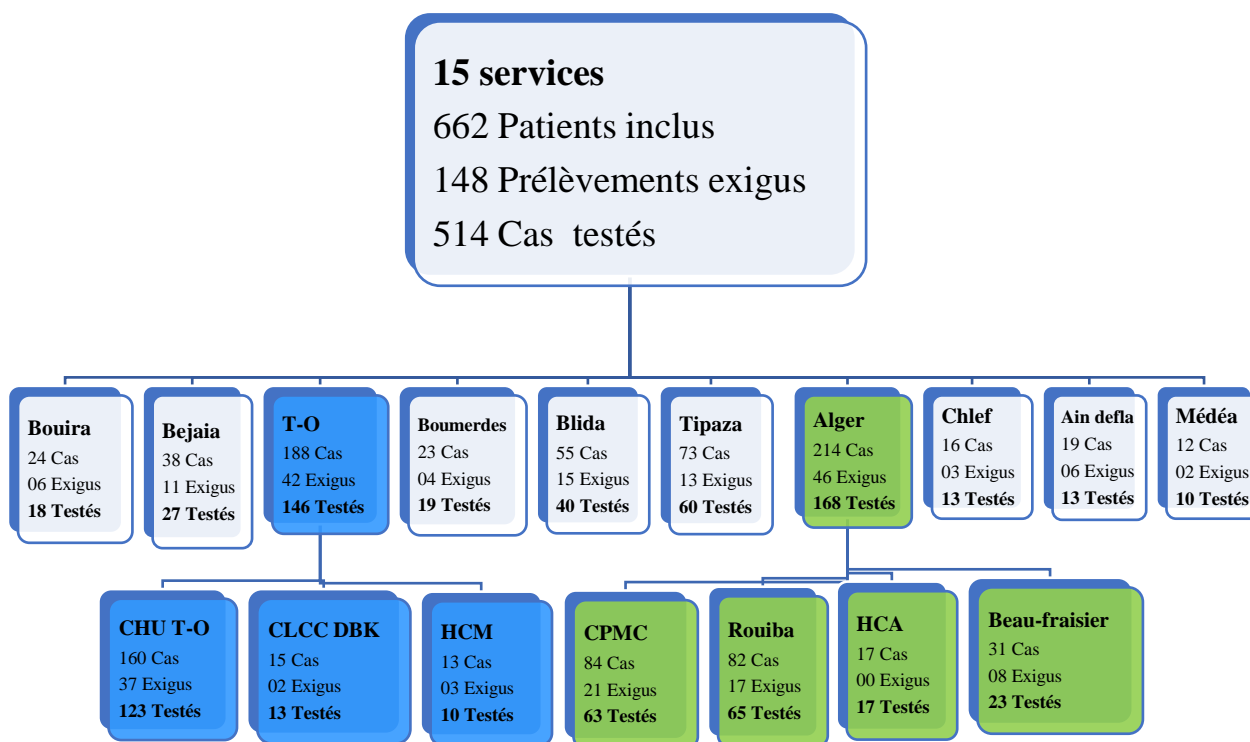 15 services
662 Patients inclus
148 Prélèvements exigus
514 Cas testés
Bouira
24 Cas
06 Exigus
18 Testés
Bejaia
38 Cas
11 Exigus
27 Testés
T-O
188 Cas
42 Exigus
146 Testés
Boumerdes
23 Cas
04 Exigus
19 Testés
Blida
55 Cas
15 Exigus
40 Testés
Tipaza
73 Cas
13 Exigus
60 Testés
Alger
214 Cas
46 Exigus
168 Testés
Chlef
16 Cas
03 Exigus
13 Testés
Ain defla
19 Cas
06 Exigus
13 Testés
Médéa
12 Cas
02 Exigus
10 Testés
CHU T-O
160 Cas
37 Exigus
123 Testés
CLCC DBK
15 Cas
02 Exigus
13 Testés
HCM
13 Cas
03 Exigus
10 Testés
CPMC
84 Cas
21 Exigus
63 Testés
Rouiba
82 Cas
17 Exigus
65 Testés
HCA
17 Cas
00 Exigus
17 Testés
Beau-fraisier
31 Cas
08 Exigus
23 Testés